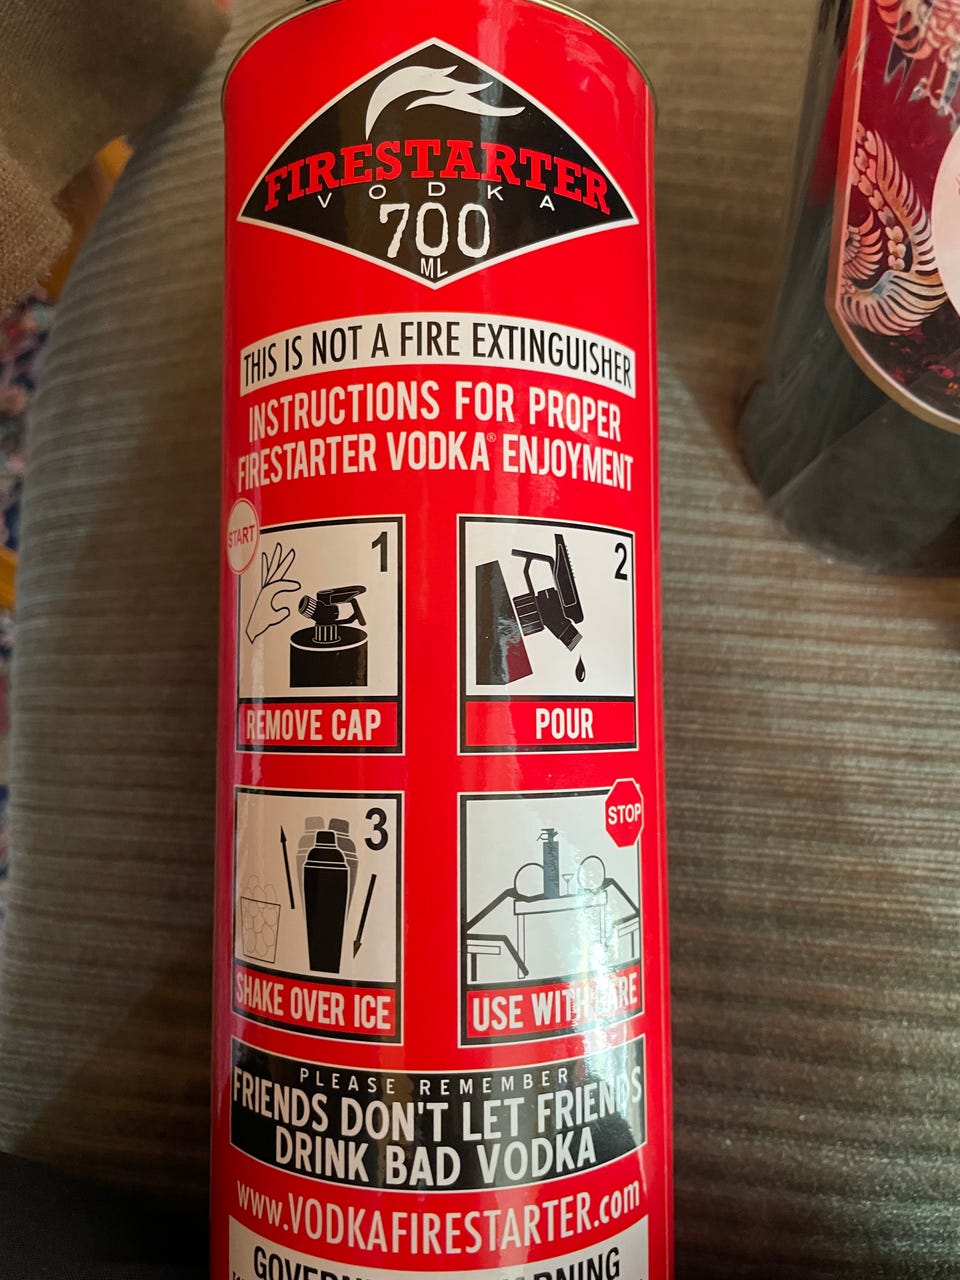 FIRESTARTER
VODKA
700
ML
THIS IS NOT A FIRE EXTINGUISHER
INSTRUCTIONS FOR PROPER
FIRESTARTER VODKA® ENJOYMENT
START
1
REMOVE CAP
2
POUR
3
SHAKE OVER ICE
STOP
USE WITH CARE
PLEASE REMEMBER
FRIENDS DON'T LET FRIENDS
DRINK BAD VODKA
www.VODKAFIRESTARTER.com
WARNING